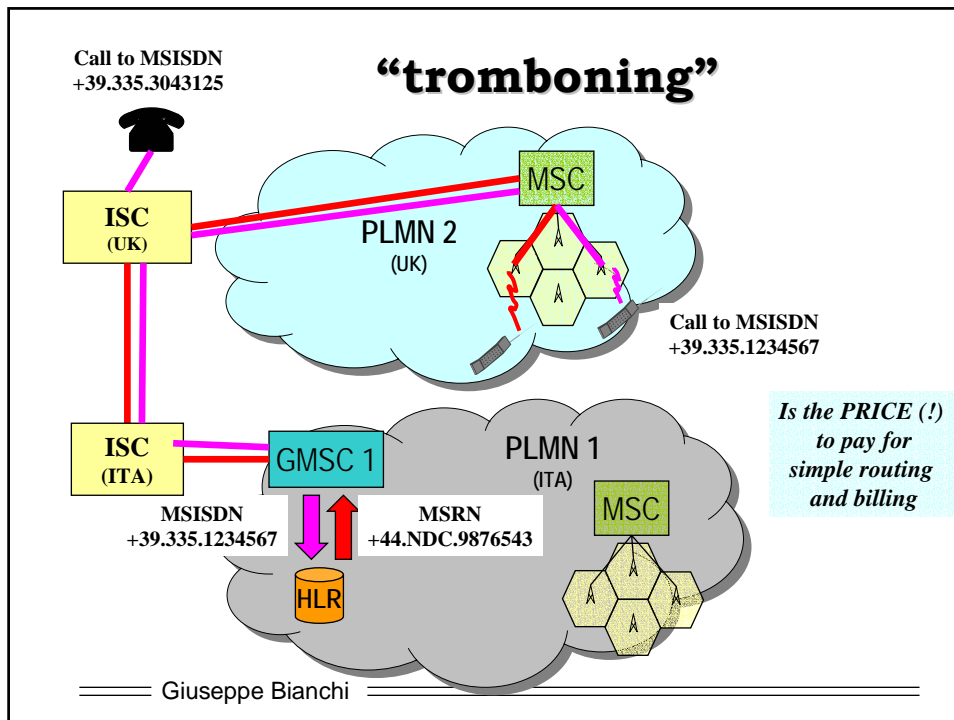 Call to MSISDN
+39.335.3043125
“tromboning”
ISC
(UK)
MSC
PLMN 2
(UK)
Call to MSISDN
+39.335.1234567
ISC
(ITA)
GMSC 1
PLMN 1
(ITA)
MSC
Is the PRICE (!)
to pay for
simple routing
and billing
MSISDN
+39.335.1234567
MSRN
+44.NDC.9876543
HLR
Giuseppe Bianchi